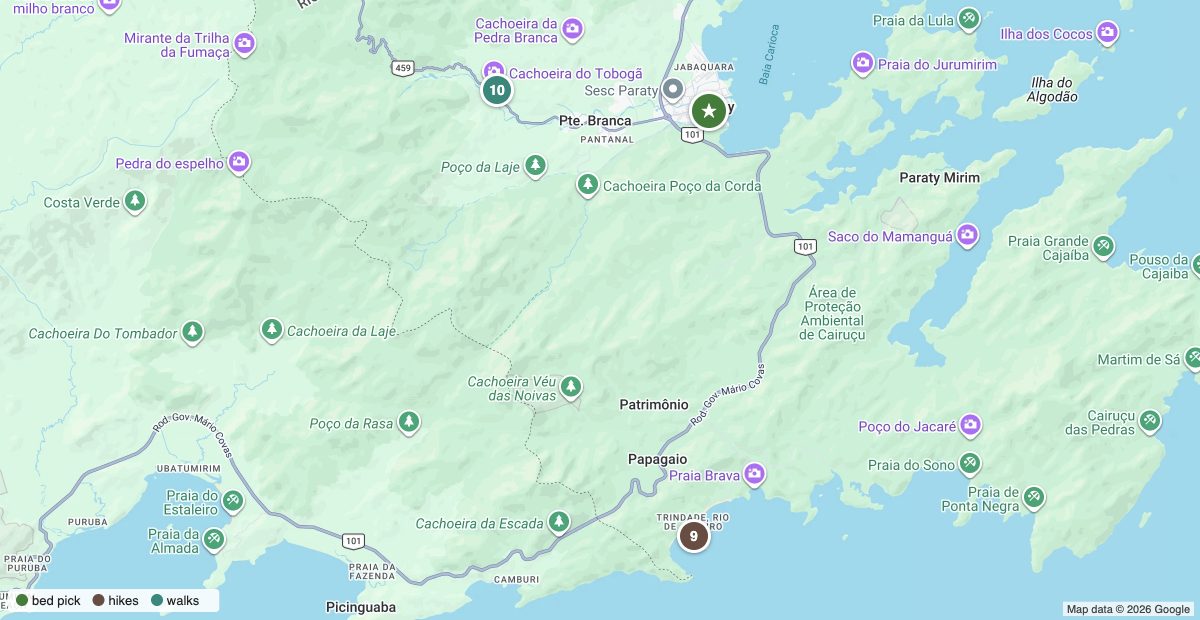 milho branco
Mirante da Trilha
da Fumaça
Cachoeira da
Pedra Branca
Praia da Lula
Ilha dos Cocos
459
Cachoeira do Tobogã
10
JABAQUARA
Baía Carioca
Praia do Jurumirim
Sesc Paraty
Ilha do
Algodão
Pte. Branca
PANTANAL
101
Pedra do espelho
Poço da Laje
Costa Verde
Cachoeira Poço da Corda
Paraty Mirim
Saco do Mamanguá
101
Praia Grande
Cajaíba
Pouso da
Cajaiba
Área de
Proteção
Ambiental
de Cairuçu
Cachoeira Do Tombador
Cachoeira da Laje
Martim de Sá
Cachoeira Véu
das Noivas
Patrimônio
Rod. Gov. Mário Covas
Rod. Gov. Mário Covas
Poço da Rasa
Poço do Jacaré
Cairuçu
das Pedras
Papagaio
UBATUMIRIM
Praia Brava
Praia do Sono
Praia do
Estaleiro
Praia de
Ponta Negra
PURUBA
Cachoeira da Escada
TRINDADE, RIO
9
Praia da
Almada
101
PRAIA DO
PURUBA
PRAIA DA
FAZENDA
CAMBURI
Picinguaba
bed pick
hikes
walks
Map data © 2026 Google